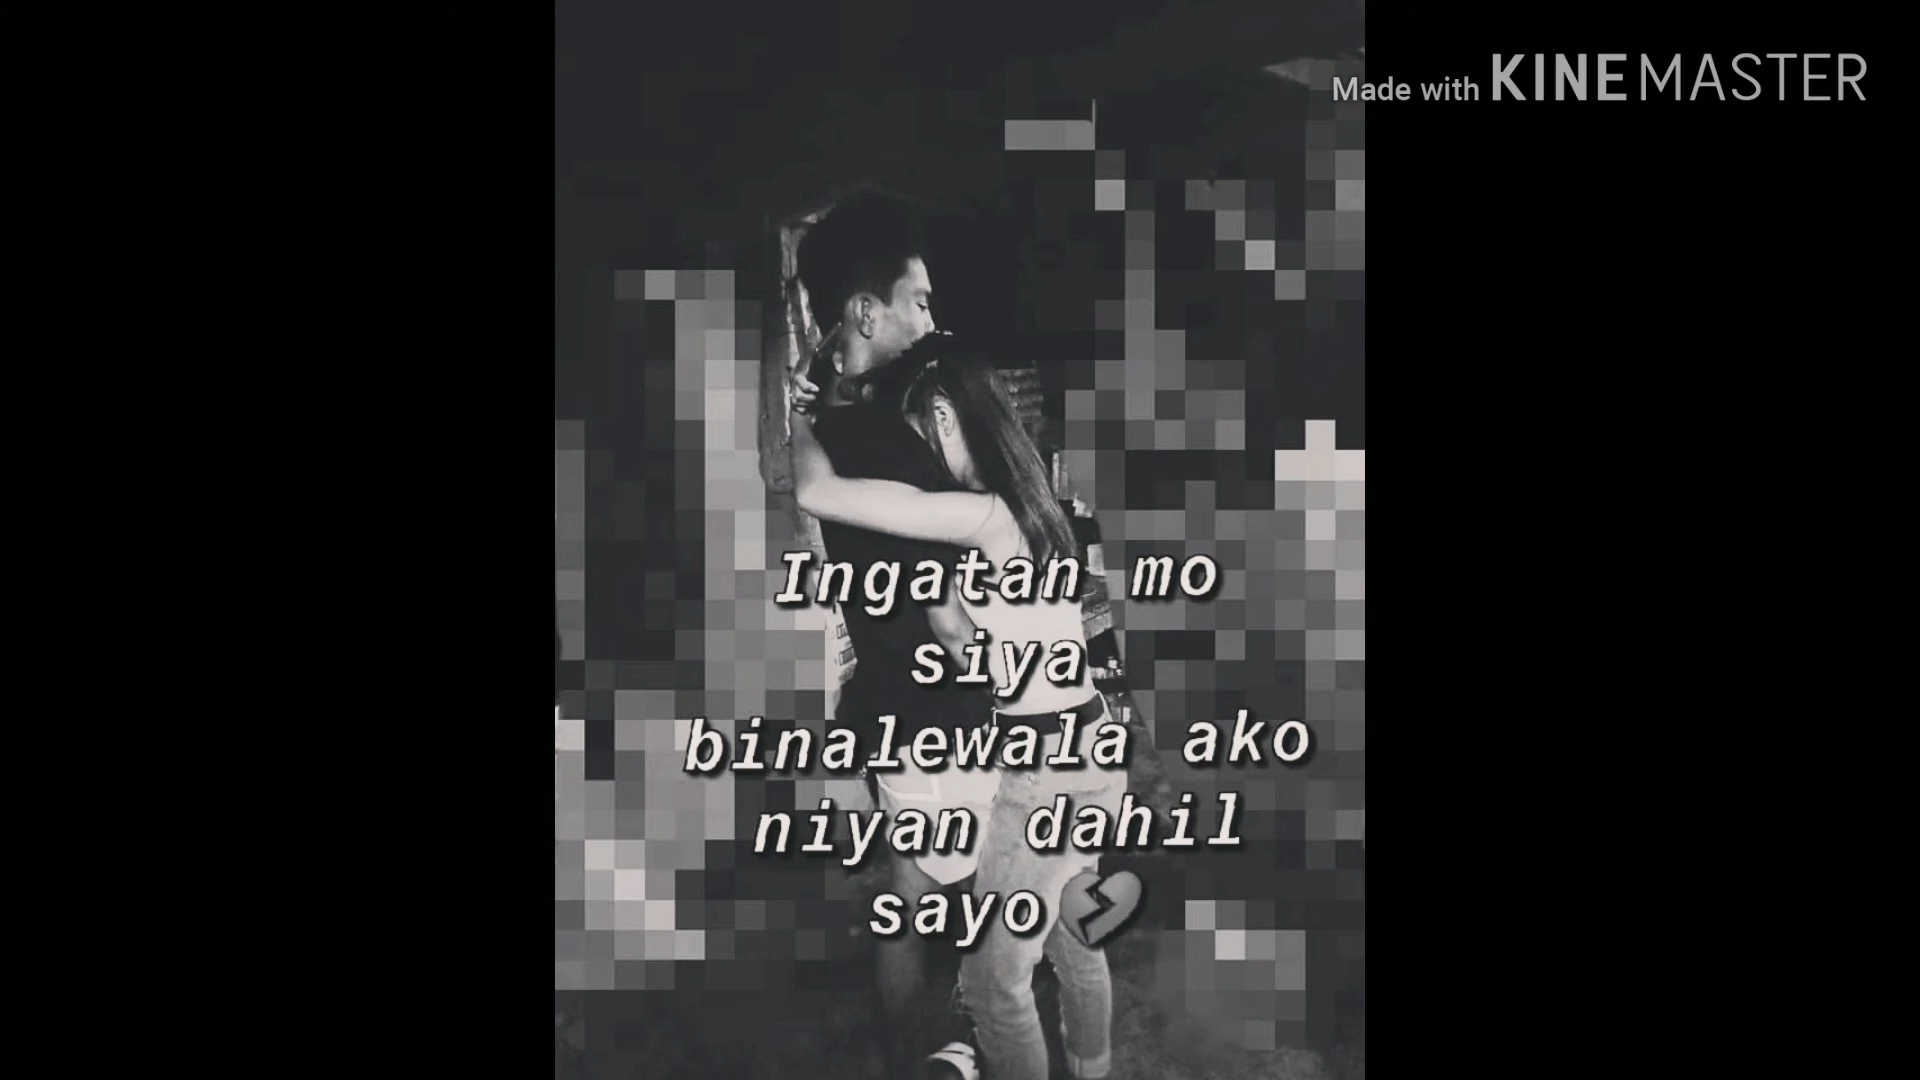 Made with KINEMASTER
Ingatan mo
siya
binalewala ako
niyan dahil
sayo💔